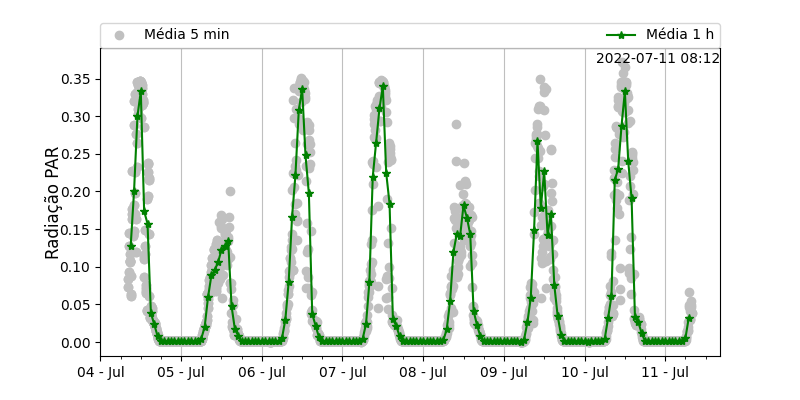 Média 5 min
Média 1 h
2022-07-11 08:12
Radiação PAR
0.35
0.30
0.25
0.20
0.15
0.10
0.05
0.00
04 - Jul
05 - Jul
06 - Jul
07 - Jul
08 - Jul
09 - Jul
10 - Jul
11 - Jul